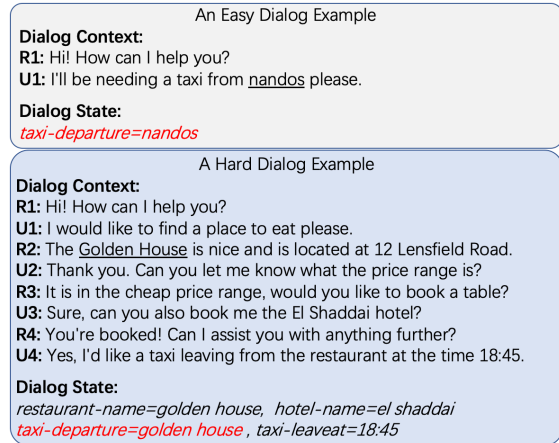 An Easy Dialog Example
Dialog Context:
R1: Hi! How can I help you?
U1: I'll be needing a taxi from nandos please.
Dialog State:
taxi-departure=nandos
A Hard Dialog Example
Dialog Context:
R1: Hi! How can I help you?
U1: I would like to find a place to eat please.
R2: The Golden House is nice and is located at 12 Lensfield Road.
U2: Thank you. Can you let me know what the price range is?
R3: It is in the cheap price range, would you like to book a table?
U3: Sure, can you also book me the El Shaddai hotel?
R4: You're booked! Can I assist you with anything further?
U4: Yes, I'd like a taxi leaving from the restaurant at the time 18:45.
Dialog State:
restaurant-name=golden house, hotel-name=el shaddai
taxi-departure=golden house , taxi-leaveat=18:45